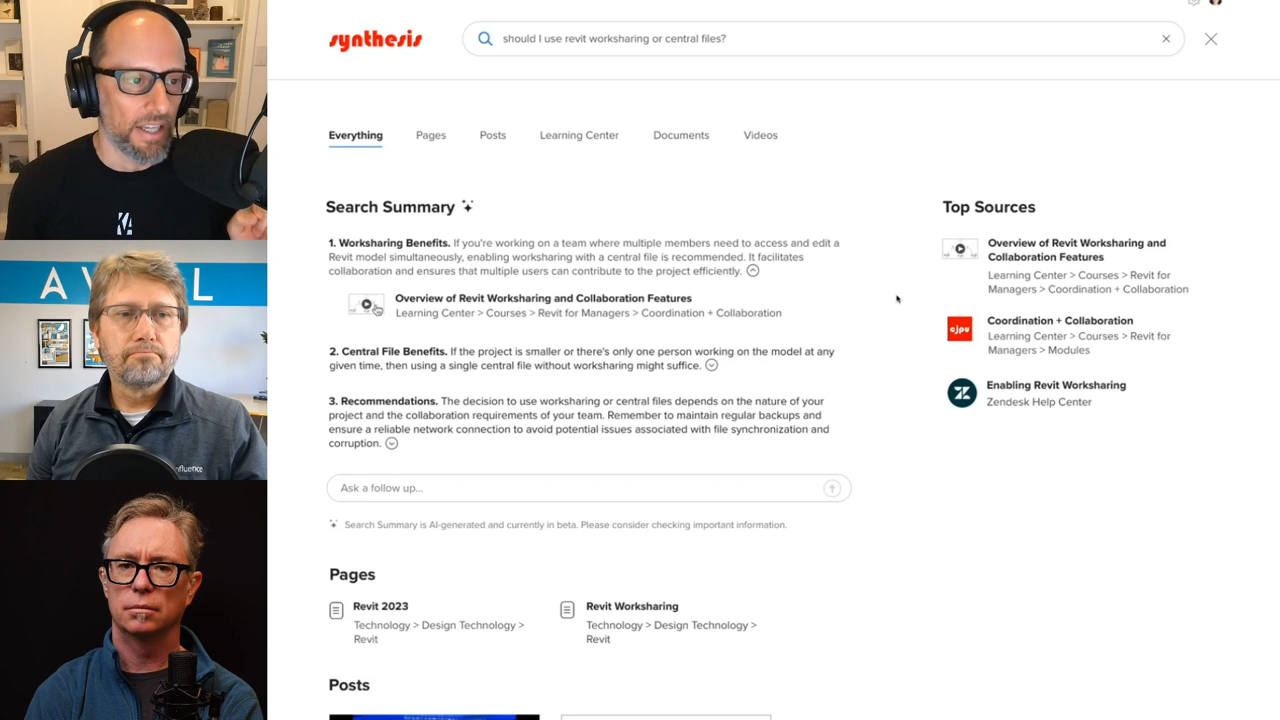 synthesis
should I use revit worksharing or central files?
Everything
Pages
Posts
Learning Center
Documents
Videos
Search Summary
1. Worksharing Benefits. If you're working on a team where multiple members need to access and edit a
Revit model simultaneously, enabling worksharing with a central file is recommended. It facilitates
collaboration and ensures that multiple users can contribute to the project efficiently.
Overview of Revit Worksharing and Collaboration Features
Learning Center > Courses > Revit for Managers > Coordination + Collaboration
2. Central File Benefits. If the project is smaller or there's only one person working on the model at any
given time, then using a single central file without worksharing might suffice.
3. Recommendations. The decision to use worksharing or central files depends on the nature of your
project and the collaboration requirements of your team. Remember to maintain regular backups and
ensure a reliable network connection to avoid potential issues associated with file synchronization and
corruption.
Ask a follow up...
Search Summary is AI-generated and currently in beta. Please consider checking important information.
Top Sources
Overview of Revit Worksharing and
Collaboration Features
Learning Center > Courses > Revit for
Managers > Coordination + Collaboration
cjpv
Coordination + Collaboration
Learning Center > Courses > Revit for
Managers > Modules
Enabling Revit Worksharing
Zendesk Help Center
Pages
Revit 2023
Technology > Design Technology >
Revit
Revit Worksharing
Technology > Design Technology >
Revit
Posts
KA
AV L
nfluence